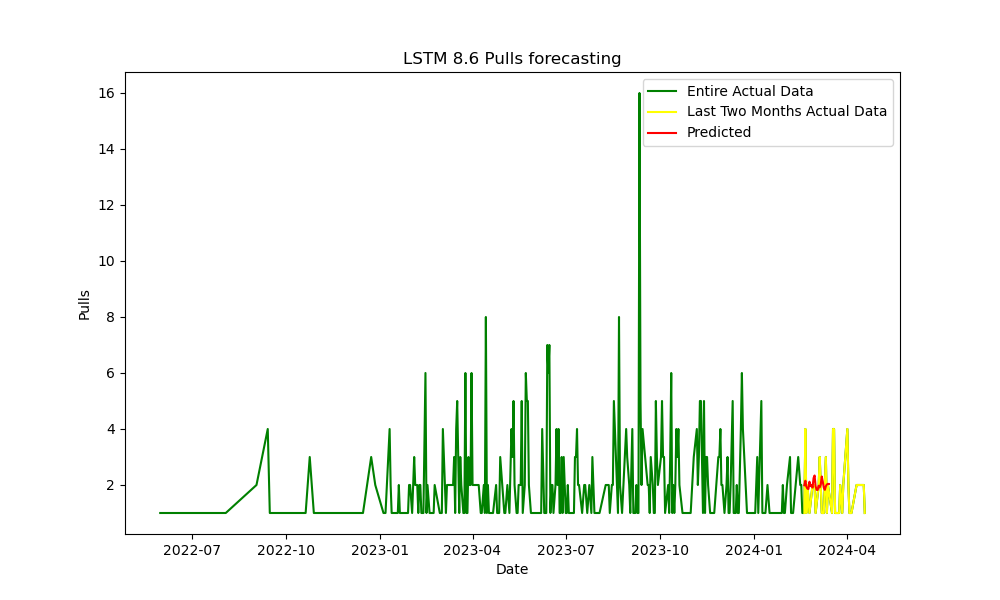 LSTM 8.6 Pulls forecasting
Entire Actual Data
Last Two Months Actual Data
Predicted
Pulls
16
14
12
10
8
6
4
2
2022-07
2022-10
2023-01
2023-04
2023-07
2023-10
2024-01
2024-04
Date